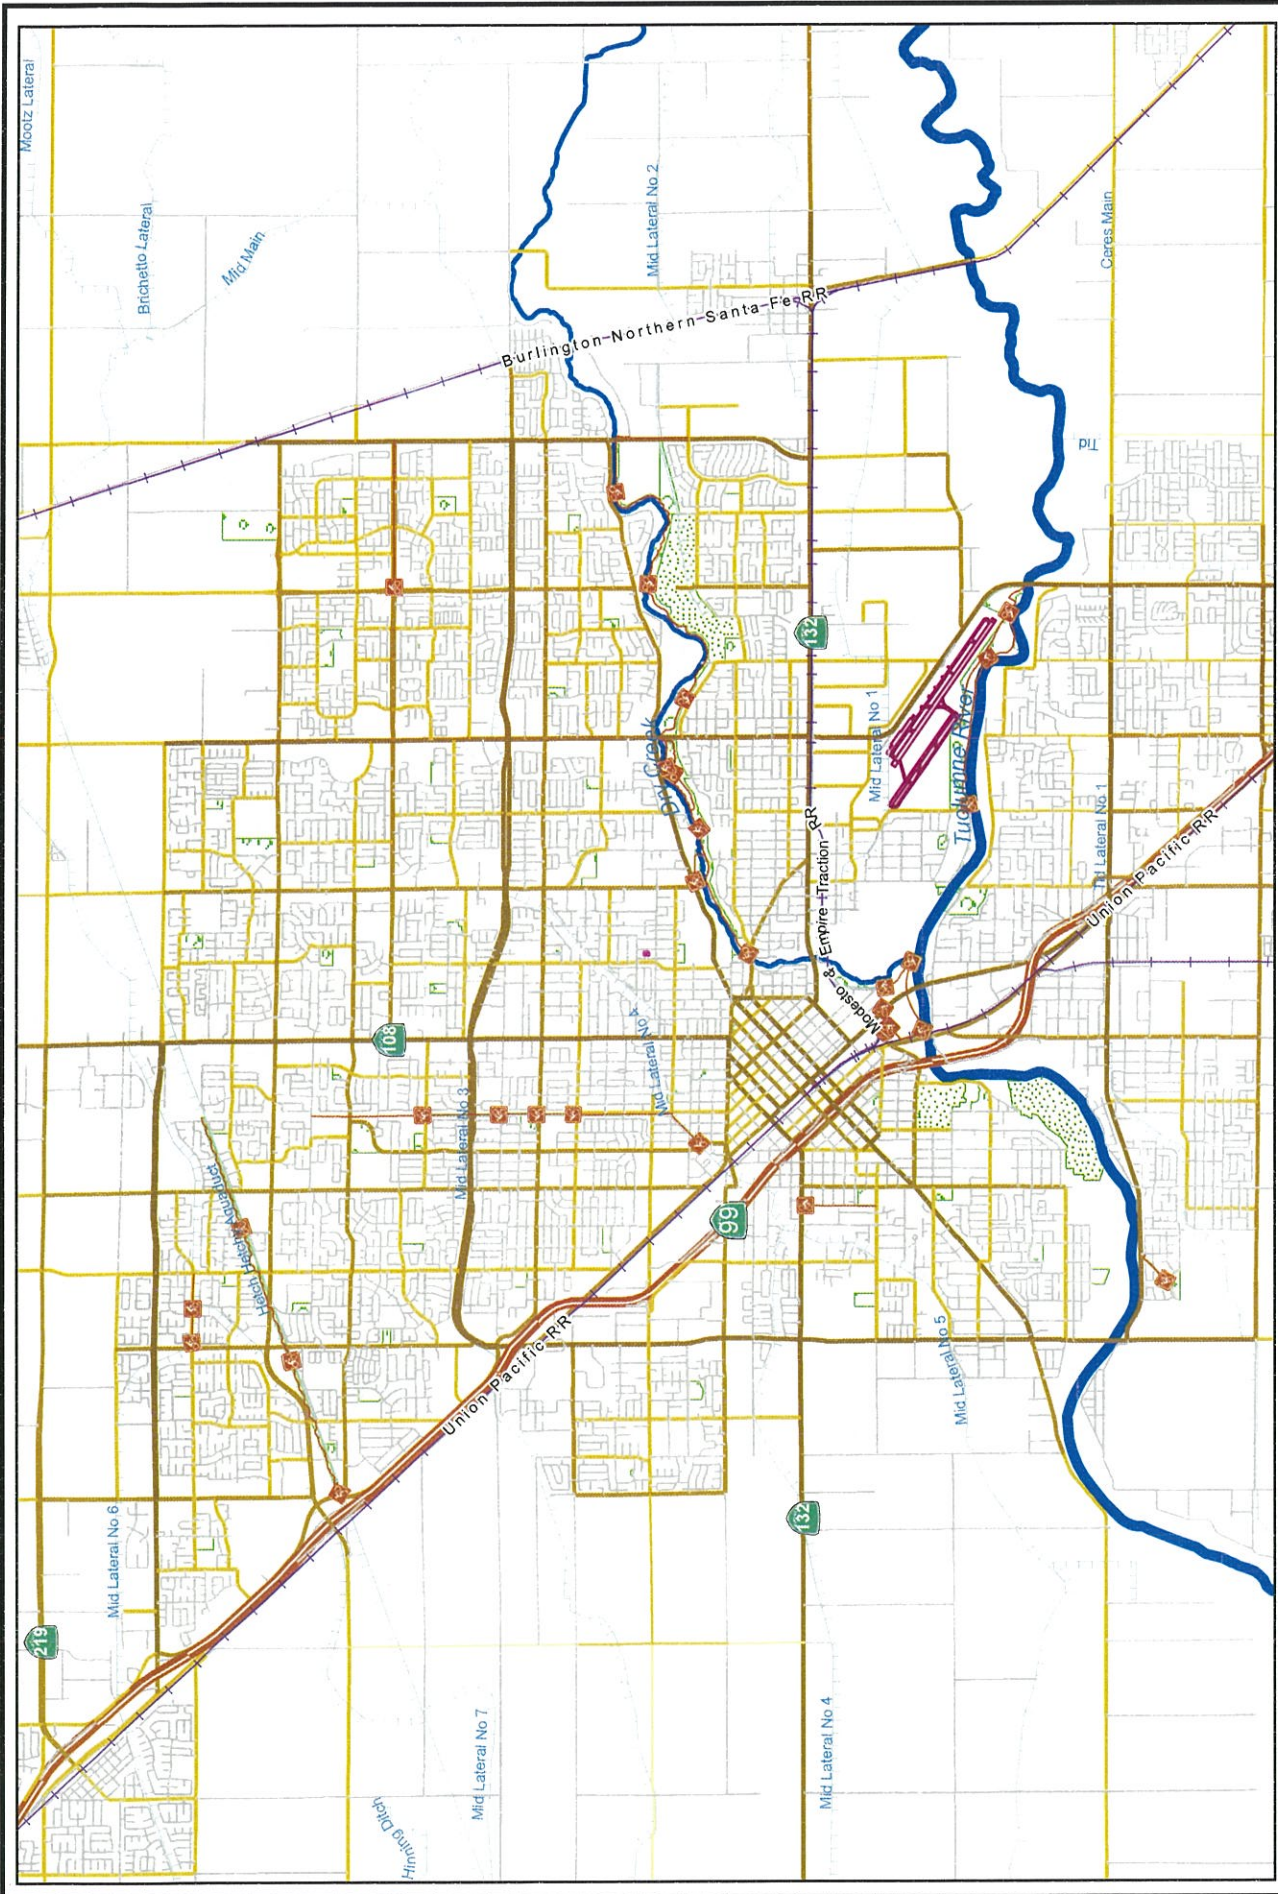 Mootz Lateral
Brichetto Lateral
Mid Main
Mid Lateral No 2
Ceres Main
Burlington Northern Santa Fe RR
Tid
132
Mid Lateral No 1
Dry Creek
Tuolumne River
Tid Lateral No 1
Union Pacific RR
Modesto & Empire Traction RR
108
Mid Lateral No 4
Mid Lateral No 3
Hetch Hetchy Aquaduct
99
Union Pacific RR
Mid Lateral No 5
132
Mid Lateral No 6
219
Mid Lateral No 7
Mid Lateral No 4
Hinning Ditch